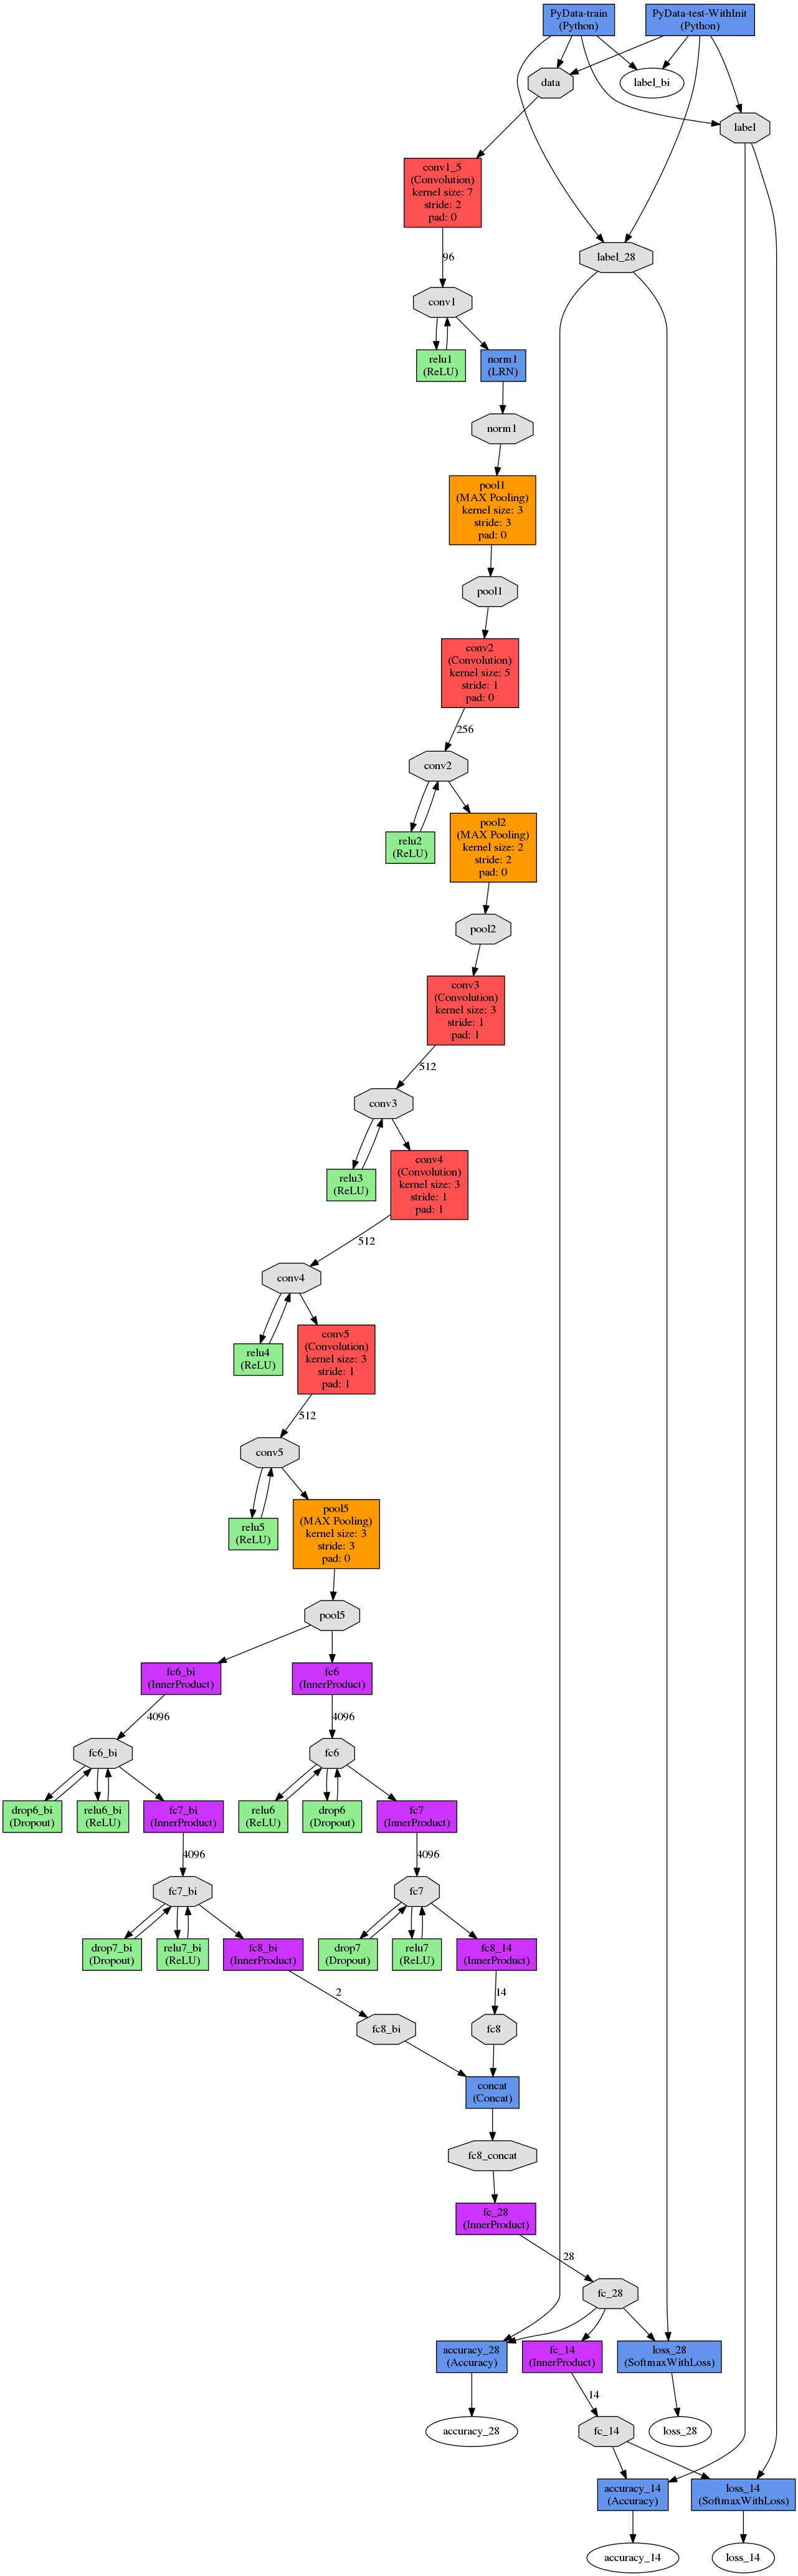 PyData-train
(Python)
PyData-test-WithInit
(Python)
data
label_bi
label
conv1_5
(Convolution)
kernel size: 7
stride: 2
pad: 0
label_28
96
conv1
relu1
(ReLU)
norm1
(LRN)
norm1
pool1
(MAX Pooling)
kernel size: 3
stride: 3
pad: 0
pool1
conv2
(Convolution)
kernel size: 5
stride: 1
pad: 0
256
conv2
relu2
(ReLU)
pool2
(MAX Pooling)
kernel size: 2
stride: 2
pad: 0
pool2
conv3
(Convolution)
kernel size: 3
stride: 1
pad: 1
512
conv3
relu3
(ReLU)
conv4
(Convolution)
kernel size: 3
stride: 1
pad: 1
512
conv4
relu4
(ReLU)
conv5
(Convolution)
kernel size: 3
stride: 1
pad: 1
512
conv5
relu5
(ReLU)
pool5
(MAX Pooling)
kernel size: 3
stride: 3
pad: 0
pool5
fc6_bi
(InnerProduct)
fc6
(InnerProduct)
4096
4096
fc6_bi
fc6
drop6_bi
(Dropout)
relu6_bi
(ReLU)
fc7_bi
(InnerProduct)
relu6
(ReLU)
drop6
(Dropout)
fc7
(InnerProduct)
4096
4096
fc7_bi
fc7
drop7_bi
(Dropout)
relu7_bi
(ReLU)
fc8_bi
(InnerProduct)
drop7
(Dropout)
relu7
(ReLU)
fc8_14
(InnerProduct)
2
14
fc8_bi
fc8
concat
(Concat)
fc8_concat
fc_28
(InnerProduct)
28
fc_28
accuracy_28
(Accuracy)
fc_14
(InnerProduct)
loss_28
(SoftmaxWithLoss)
14
accuracy_28
fc_14
loss_28
accuracy_14
(Accuracy)
loss_14
(SoftmaxWithLoss)
accuracy_14
loss_14